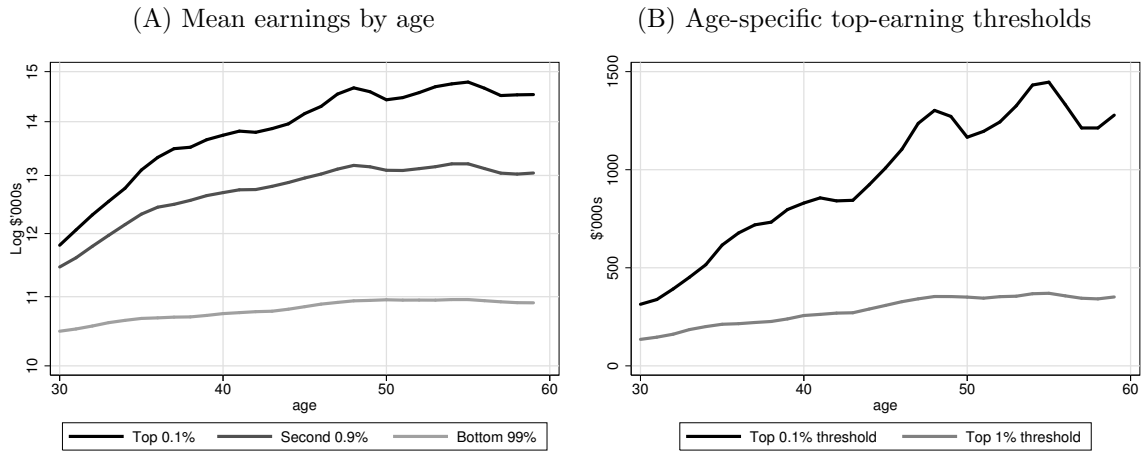 (A) Mean earnings by age
15
14
13
12
11
10
Log $'000s
30 40 50 60
age
Top 0.1% Second 0.9% Bottom 99%
(B) Age-specific top-earning thresholds
1500
1000
500
0
$'000s
30 40 50 60
age
Top 0.1% threshold Top 1% threshold